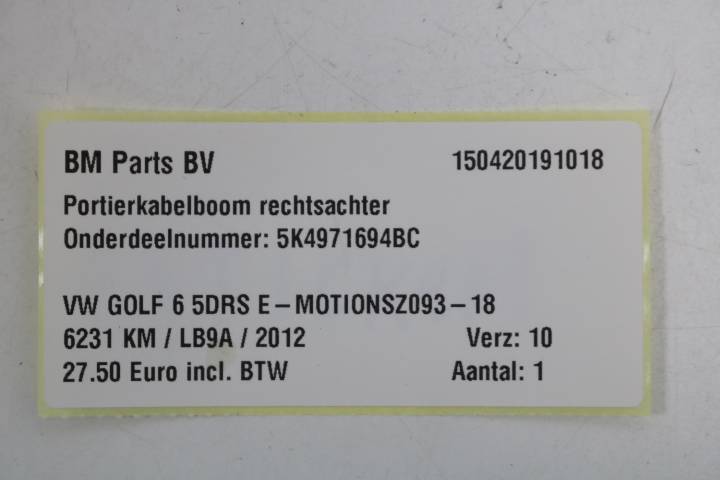 BM Parts BV 150420191018
Portierkabelboom rechtsachter
Onderdeelnummer: 5K4971694BC
VW GOLF 6 5DRS E-MOTIONSZ093-18
6231 KM / LB9A / 2012 Verz: 10
27.50 Euro incl. BTW Aantal: 1